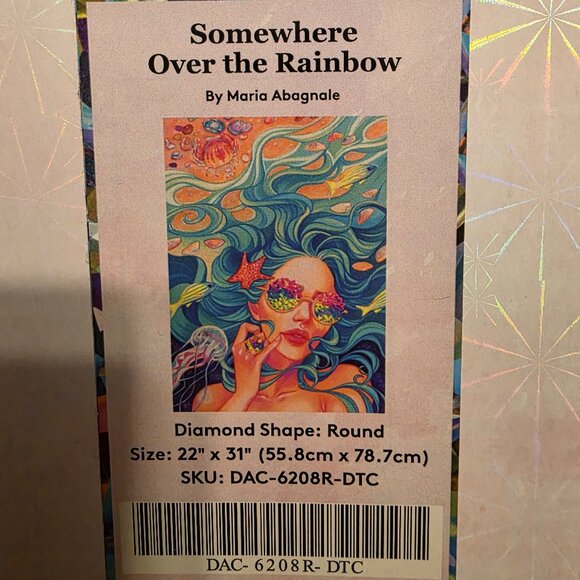 Somewhere
Over the Rainbow
By Maria Abagnale
Diamond Shape: Round
Size: 22" x 31" (55.8cm x 78.7cm)
SKU: DAC-6208R-DTC
DAC- 6208R- DTC